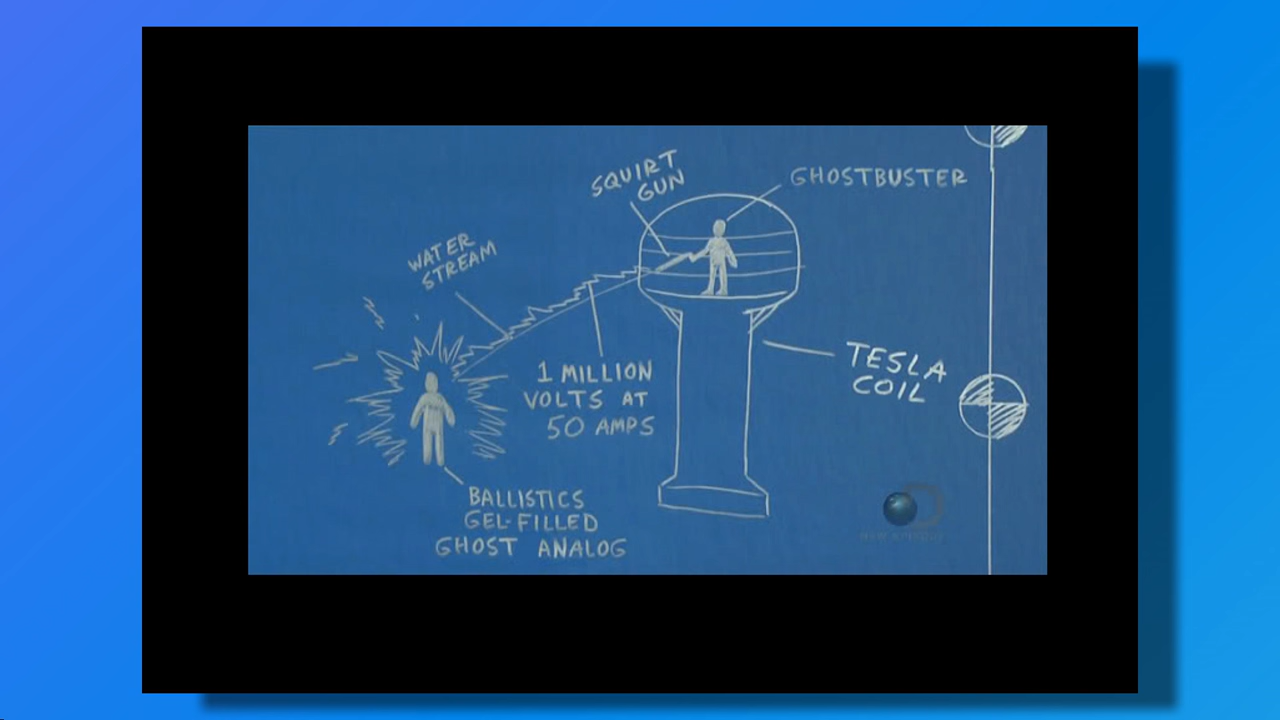 SQUIRT
GUN
GHOSTBUSTER
WATER
STREAM
1 MILLION
VOLTS AT
50 AMPS
TESLA
COIL
BALLISTICS
GEL-FILLED
GHOST ANALOG